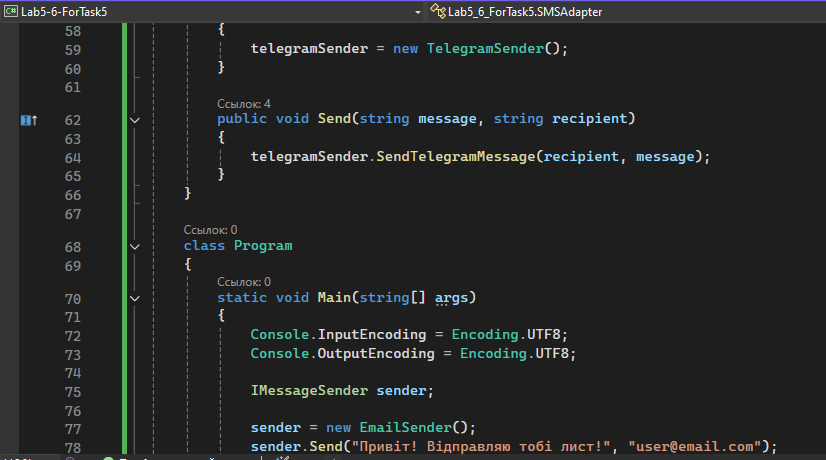 C# Lab5-6-ForTask5 Lab5_6_ForTask5.SMSAdapter
58 {
59 telegramSender = new TelegramSender();
60 }
61
Ссылок: 4
62 public void Send(string message, string recipient)
63 {
64 telegramSender.SendTelegramMessage(recipient, message);
65 }
66 }
67
Ссылок: 0
68 class Program
69 {
Ссылок: 0
70 static void Main(string[] args)
71 {
72 Console.InputEncoding = Encoding.UTF8;
73 Console.OutputEncoding = Encoding.UTF8;
74
75 IMessageSender sender;
76
77 sender = new EmailSender();
78 sender.Send("Привіт! Відправляю тобі лист!", "user@email.com");